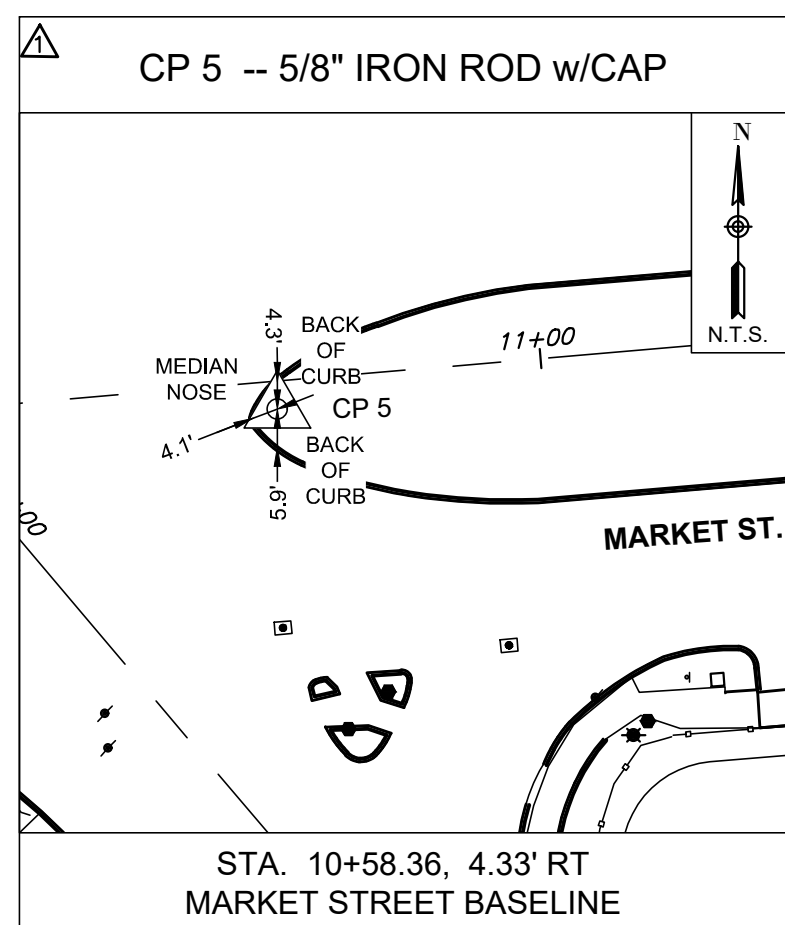 1
CP 5 -- 5/8" IRON ROD w/CAP
N
N.T.S.
4.3'
BACK
OF
CURB
11+00
MEDIAN
NOSE
CP 5
4.1'
BACK
OF
CURB
5.9'
MARKET ST.
STA. 10+58.36, 4.33' RT
MARKET STREET BASELINE